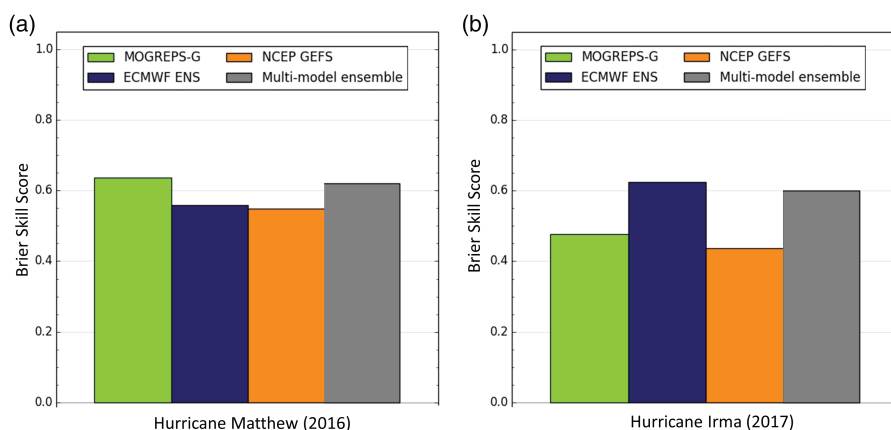 (a)
MOGREPS-G
NCEP GEFS
ECMWF ENS
Multi-model ensemble
1.0
0.8
0.6
0.4
0.2
0.0
Brier Skill Score
Hurricane Matthew (2016)
(b)
MOGREPS-G
NCEP GEFS
ECMWF ENS
Multi-model ensemble
1.0
0.8
0.6
0.4
0.2
0.0
Brier Skill Score
Hurricane Irma (2017)